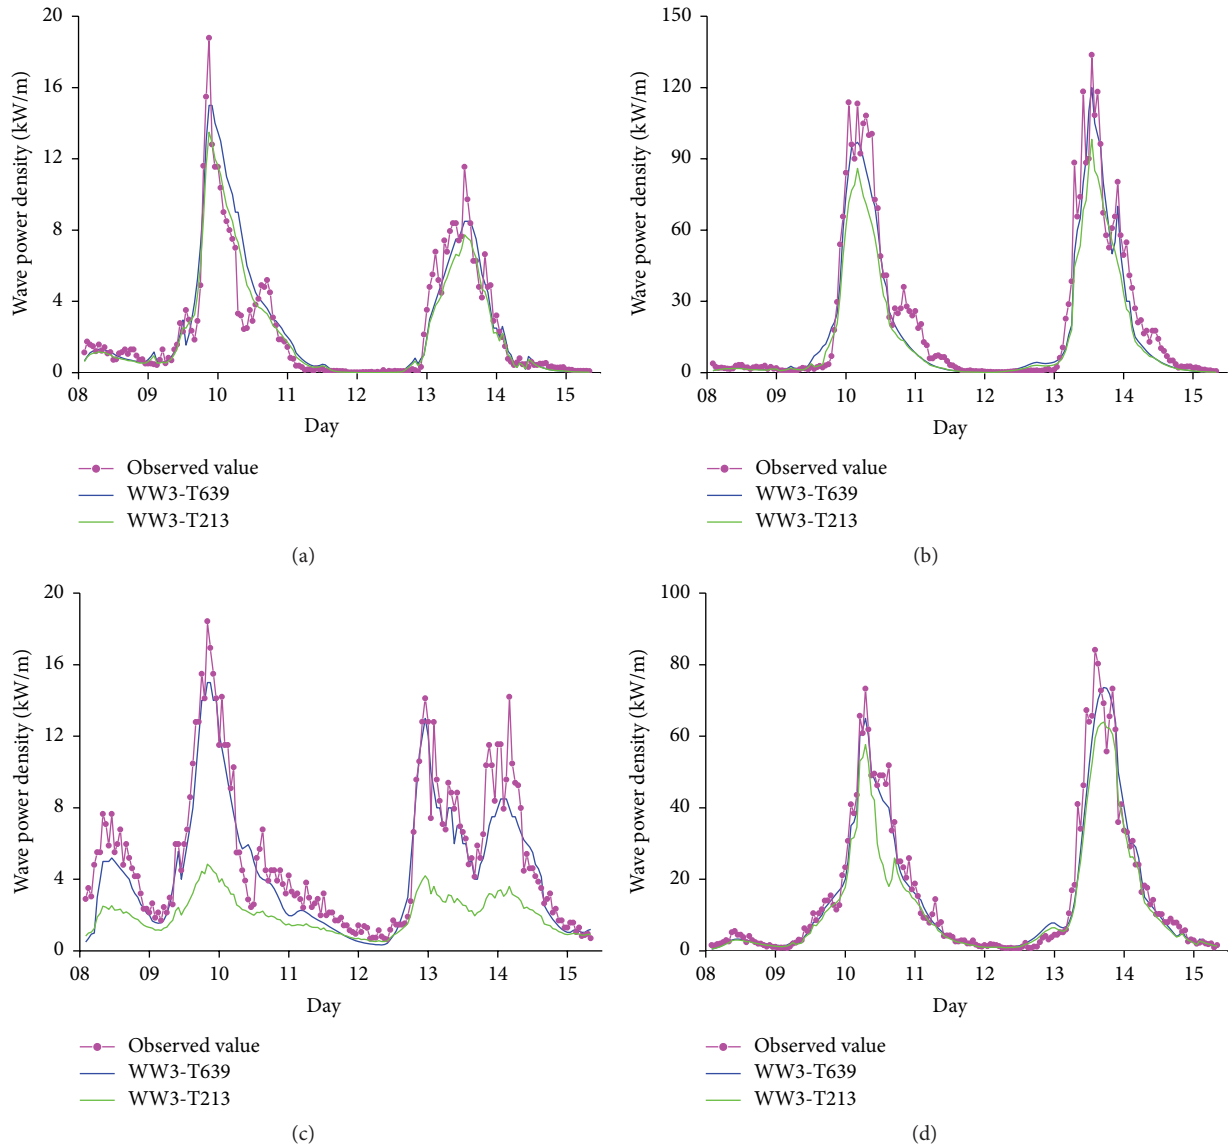 20
16
12
8
4
0
Wave power density (kW/m)
08 09 10 11 12 13 14 15
Day
Observed value
WW3-T639
WW3-T213
(a)
150
120
90
60
30
0
Wave power density (kW/m)
08 09 10 11 12 13 14 15
Day
Observed value
WW3-T639
WW3-T213
(b)
20
16
12
8
4
0
Wave power density (kW/m)
08 09 10 11 12 13 14 15
Day
Observed value
WW3-T639
WW3-T213
(c)
100
80
60
40
20
0
Wave power density (kW/m)
08 09 10 11 12 13 14 15
Day
Observed value
WW3-T639
WW3-T213
(d)